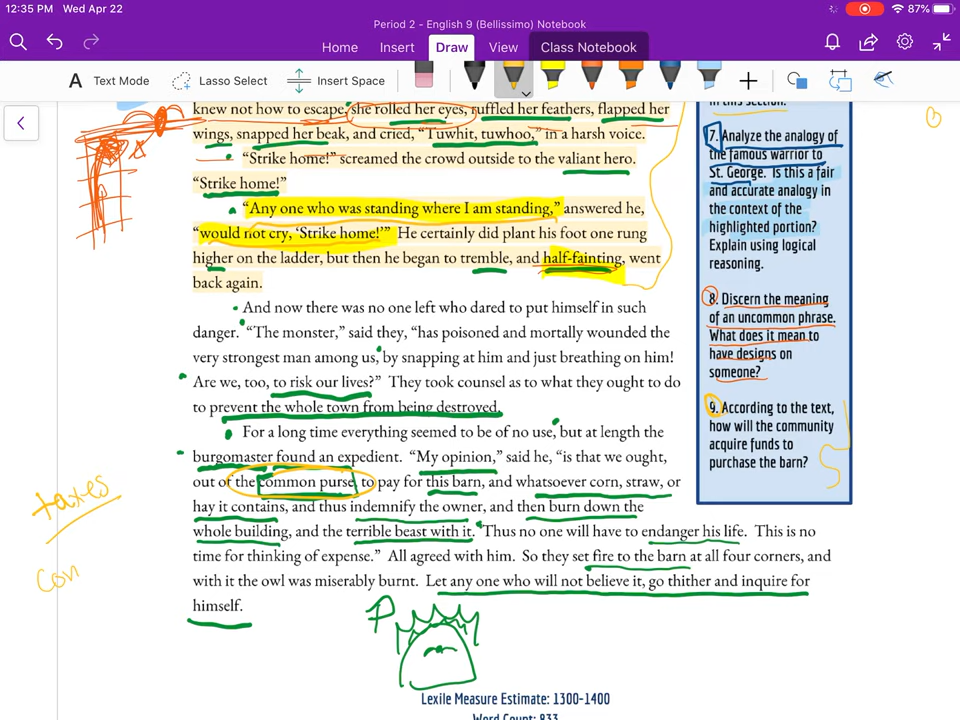 12:35 PM Wed Apr 22
87%
Period 2 - English 9 (Bellissimo) Notebook
Home Insert Draw View Class Notebook
Text Mode Lasso Select Insert Space
knew not how to escape, she rolled her eyes, ruffled her feathers, flapped her
wings, snapped her beak, and cried, “Tuwhit, tuwhoo,” in a harsh voice.
“Strike home!” screamed the crowd outside to the valiant hero.
“Strike home!”
“Any one who was standing where I am standing,” answered he,
“would not cry, ‘Strike home!’” He certainly did plant his foot one rung
higher on the ladder, but then he began to tremble, and half-fainting, went
back again.
And now there was no one left who dared to put himself in such
danger. “The monster,” said they, “has poisoned and mortally wounded the
very strongest man among us, by snapping at him and just breathing on him!
Are we, too, to risk our lives?” They took counsel as to what they ought to do
to prevent the whole town from being destroyed.
For a long time everything seemed to be of no use, but at length the
burgomaster found an expedient. “My opinion,” said he, “is that we ought,
out of the common purse, to pay for this barn, and whatsoever corn, straw, or
hay it contains, and thus indemnify the owner, and then burn down the
whole building, and the terrible beast with it. Thus no one will have to endanger his life. This is no
time for thinking of expense.” All agreed with him. So they set fire to the barn at all four corners, and
with it the owl was miserably burnt. Let any one who will not believe it, go thither and inquire for
himself.
taxes
con
P
Lexile Measure Estimate: 1300-1400
Word Count: 833
in this section.
7. Analyze the analogy of
the famous warrior to
St. George. Is this a fair
and accurate analogy in
the context of the
highlighted portion?
Explain using logical
reasoning.
8. Discern the meaning
of an uncommon phrase.
What does it mean to
have designs on
someone?
9. According to the text,
how will the community
acquire funds to
purchase the barn?